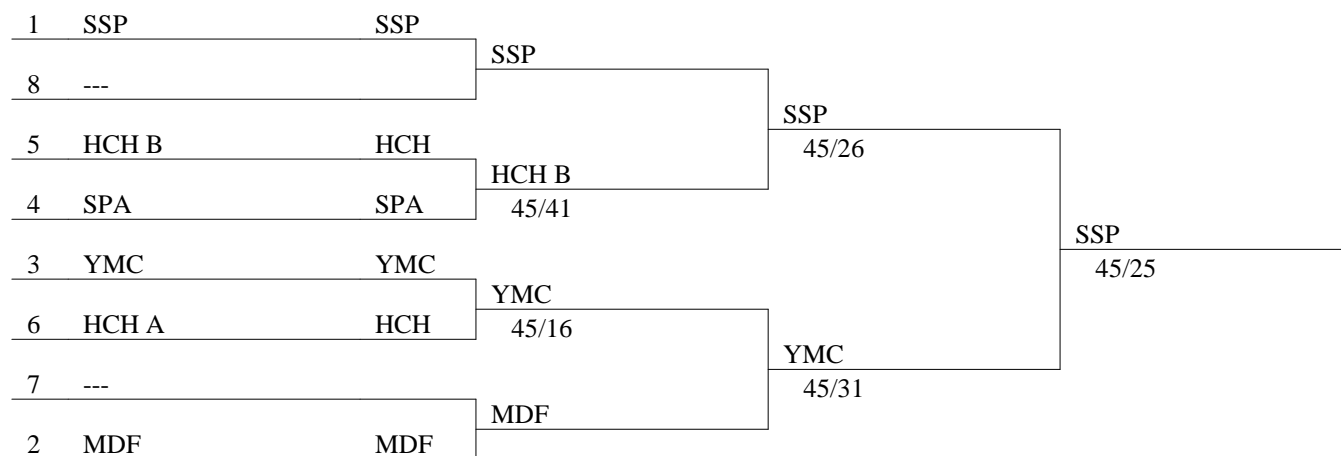 1 SSP SSP
SSP
8 ---
SSP
45/26
5 HCH B HCH
HCH B
45/41
4 SPA SPA
SSP
45/25
3 YMC YMC
YMC
45/16
6 HCH A HCH
YMC
45/31
7 ---
MDF
2 MDF MDF